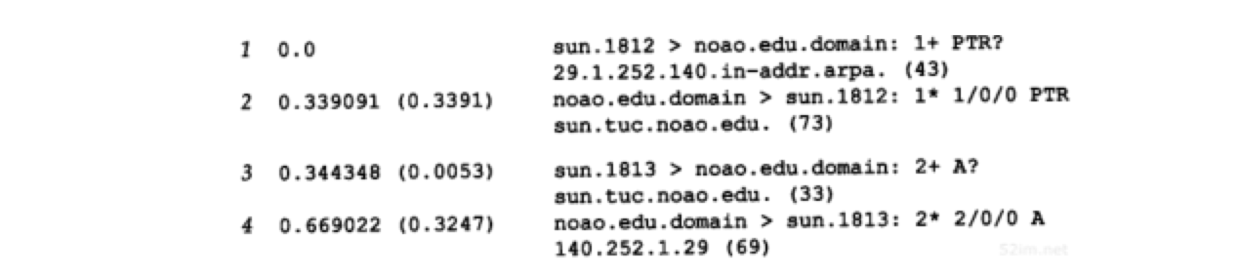 1 0.0 sun.1812 > noao.edu.domain: 1+ PTR?
29.1.252.140.in-addr.arpa. (43)
2 0.339091 (0.3391) noao.edu.domain > sun.1812: 1* 1/0/0 PTR
sun.tuc.noao.edu. (73)
3 0.344348 (0.0053) sun.1813 > noao.edu.domain: 2+ A?
sun.tuc.noao.edu. (33)
4 0.669022 (0.3247) noao.edu.domain > sun.1813: 2* 2/0/0 A
140.252.1.29 (69)
52im.net